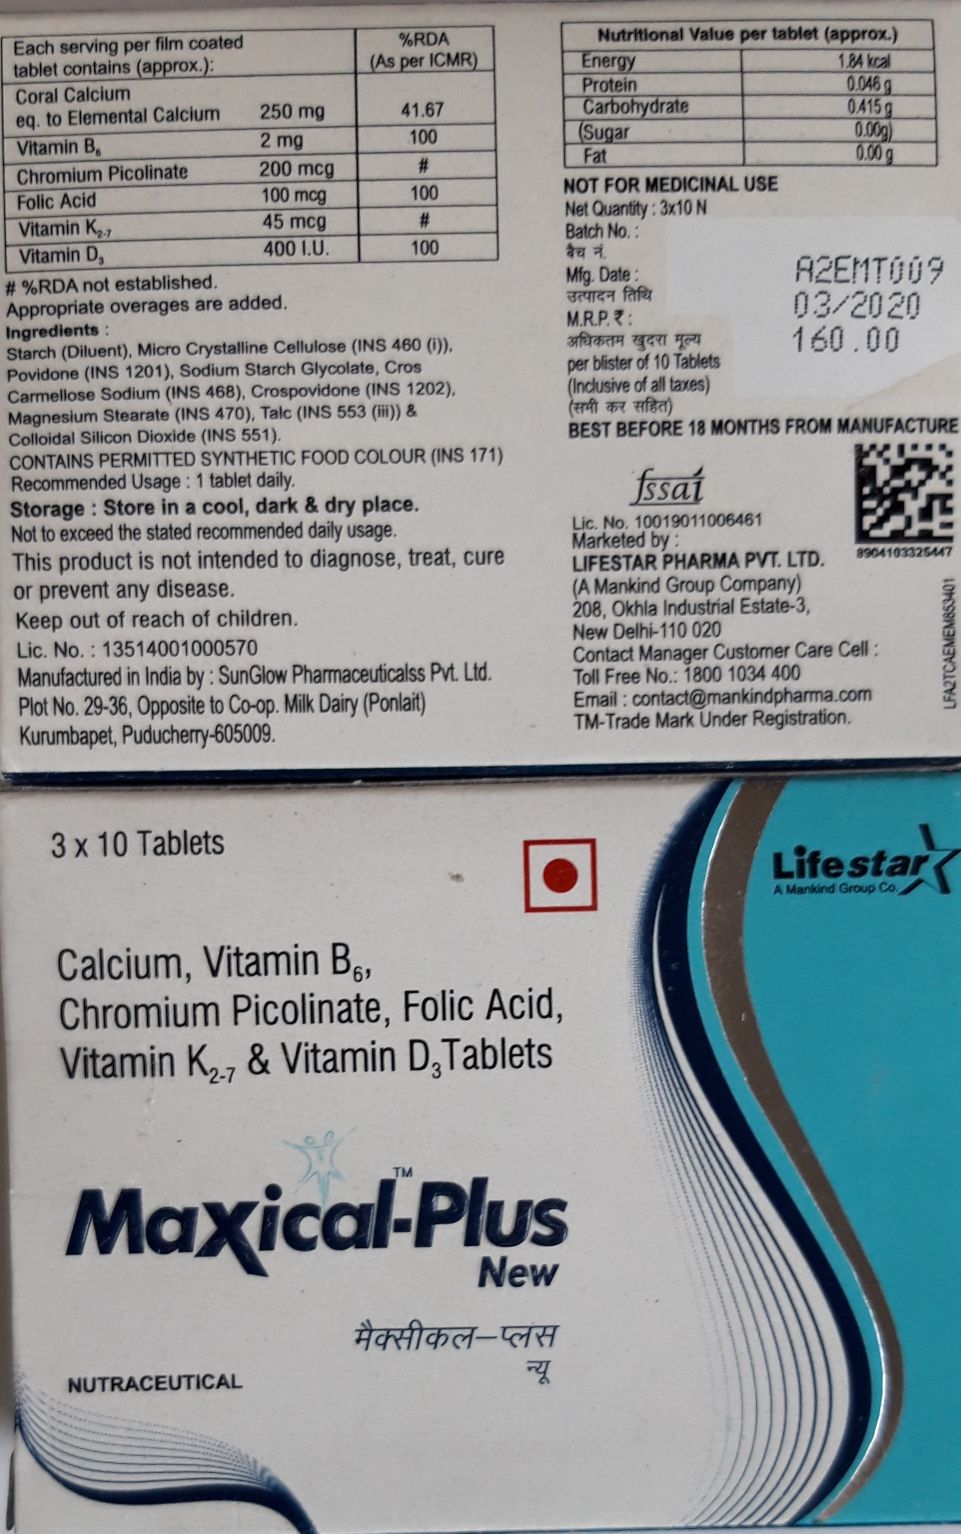 Each serving per film coated tablet contains (approx.): %RDA (As per ICMR)
Coral Calcium
eq. to Elemental Calcium 250 mg 41.67
Vitamin B₆ 2 mg 100
Chromium Picolinate 200 mcg #
Folic Acid 100 mcg 100
Vitamin K₂₋₇ 45 mcg #
Vitamin D₃ 400 I.U. 100
# %RDA not established.
Appropriate overages are added.
Ingredients :
Starch (Diluent), Micro Crystalline Cellulose (INS 460 (i)),
Povidone (INS 1201), Sodium Starch Glycolate, Cros
Carmellose Sodium (INS 468), Crospovidone (INS 1202),
Magnesium Stearate (INS 470), Talc (INS 553 (iii)) &
Colloidal Silicon Dioxide (INS 551).
CONTAINS PERMITTED SYNTHETIC FOOD COLOUR (INS 171)
Recommended Usage : 1 tablet daily.
Storage : Store in a cool, dark & dry place.
Not to exceed the stated recommended daily usage.
This product is not intended to diagnose, treat, cure
or prevent any disease.
Keep out of reach of children.
Lic. No. : 13514001000570
Manufactured in India by : SunGlow Pharmaceuticalss Pvt. Ltd.
Plot No. 29-36, Opposite to Co-op. Milk Dairy (Ponlait)
Kurumbapet, Puducherry-605009.
Nutritional Value per tablet (approx.)
Energy 1.84 kcal
Protein 0.046 g
Carbohydrate 0.415 g
(Sugar 0.00g)
Fat 0.00 g
NOT FOR MEDICINAL USE
Net Quantity : 3x10 N
Batch No. :
बैच नं. A2EMT009
Mfg. Date :
उत्पादन तिथि 03/2020
M.R.P. ₹ :
अधिकतम खुदरा मूल्य 160.00
per blister of 10 Tablets
(Inclusive of all taxes)
(सभी कर सहित)
BEST BEFORE 18 MONTHS FROM MANUFACTURE
fssai
Lic. No. 10019011006461
Marketed by :
8904103325447
LIFESTAR PHARMA PVT. LTD.
(A Mankind Group Company)
208, Okhla Industrial Estate-3,
New Delhi-110 020
Contact Manager Customer Care Cell :
Toll Free No.: 1800 1034 400
Email : contact@mankindpharma.com
TM-Trade Mark Under Registration.
LFA2TCAEMEM853401
3 x 10 Tablets
Lifestar
A Mankind Group Co.
Calcium, Vitamin B₆,
Chromium Picolinate, Folic Acid,
Vitamin K₂₋₇ & Vitamin D₃ Tablets
Maxical-Plus™
New
मैक्सीकल–प्लस
न्यू
NUTRACEUTICAL